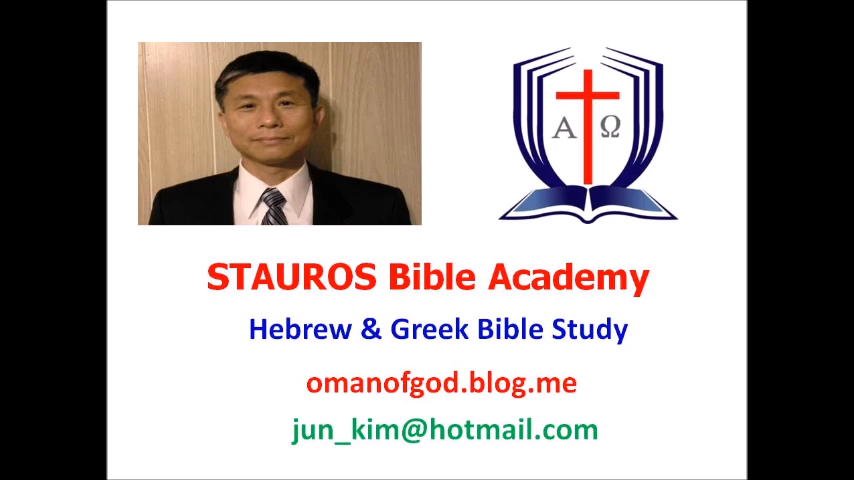 Α Ω
STAUROS Bible Academy
Hebrew & Greek Bible Study
omanofgod.blog.me
jun_kim@hotmail.com